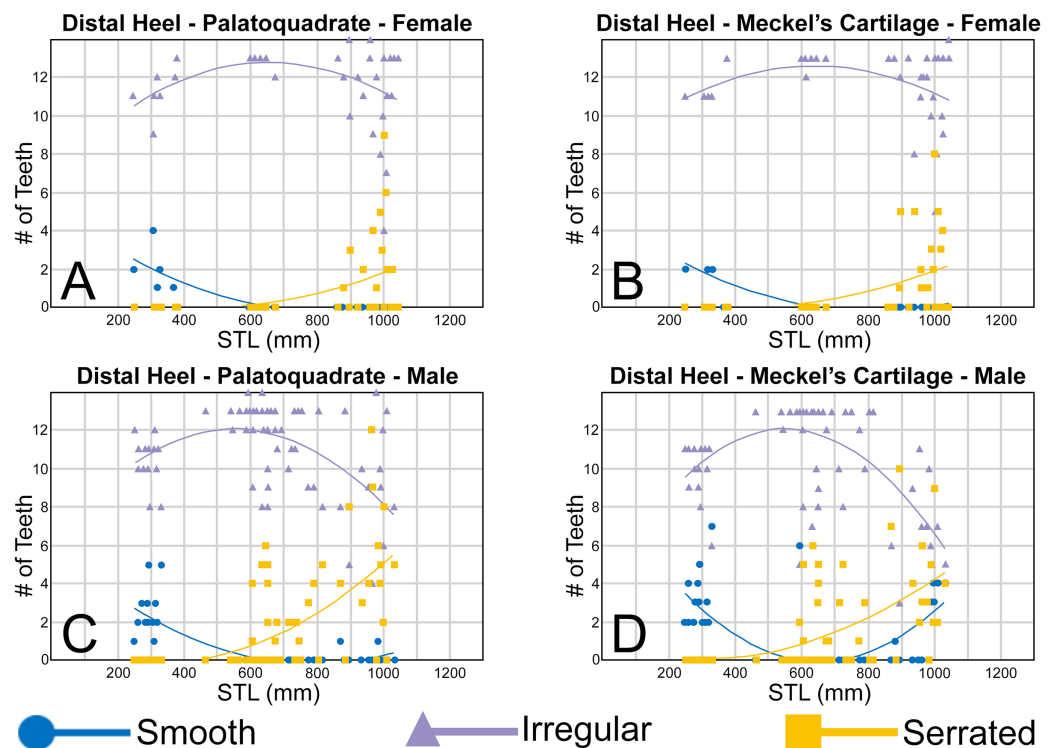 Distal Heel - Palatoquadrate - Female
Distal Heel - Meckel's Cartilage - Female
# of Teeth
12
10
8
6
4
2
0
A
200 400 600 800 1000 1200
STL (mm)
# of Teeth
12
10
8
6
4
2
0
B
200 400 600 800 1000 1200
STL (mm)
Distal Heel - Palatoquadrate - Male
Distal Heel - Meckel's Cartilage - Male
# of Teeth
12
10
8
6
4
2
0
C
200 400 600 800 1000 1200
STL (mm)
# of Teeth
12
10
8
6
4
2
0
D
200 400 600 800 1000 1200
STL (mm)
Smooth
Irregular
Serrated